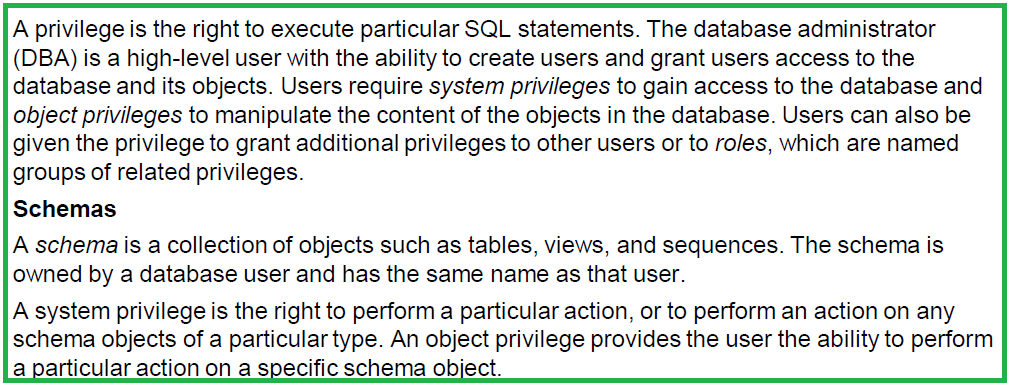 A privilege is the right to execute particular SQL statements. The database administrator
(DBA) is a high-level user with the ability to create users and grant users access to the
database and its objects. Users require system privileges to gain access to the database and
object privileges to manipulate the content of the objects in the database. Users can also be
given the privilege to grant additional privileges to other users or to roles, which are named
groups of related privileges.
Schemas
A schema is a collection of objects such as tables, views, and sequences. The schema is
owned by a database user and has the same name as that user.
A system privilege is the right to perform a particular action, or to perform an action on any
schema objects of a particular type. An object privilege provides the user the ability to perform
a particular action on a specific schema object.